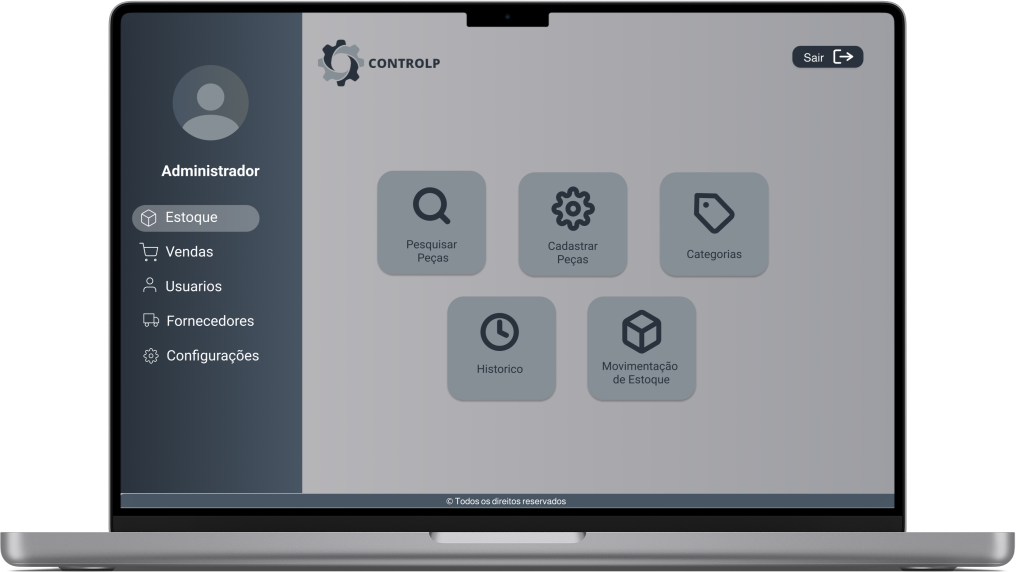 CONTROLP
Sair
Administrador
Estoque
Vendas
Usuarios
Fornecedores
Configurações
Pesquisar
Peças
Cadastrar
Peças
Categorias
Historico
Movimentação
de Estoque
© Todos os direitos reservados